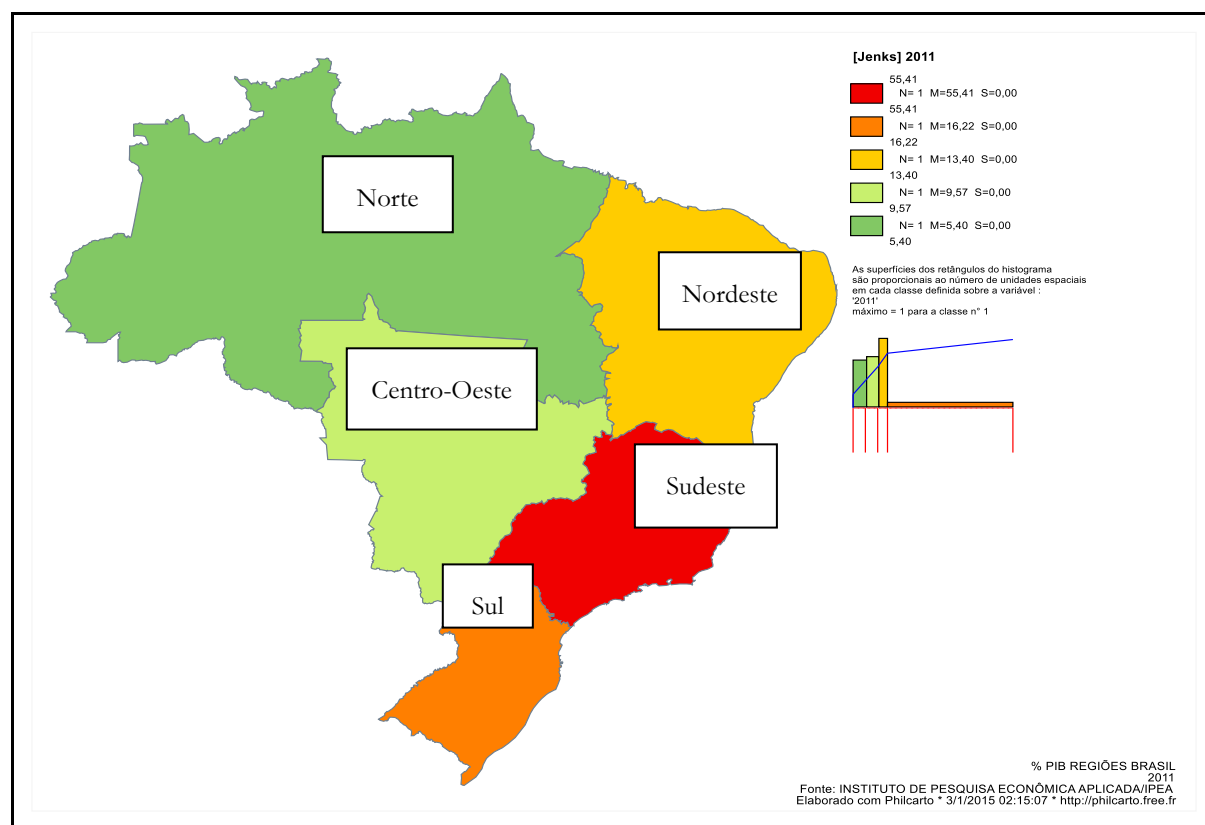 [Jenks] 2011
55,41
N= 1 M=55,41 S=0,00
55,41
N= 1 M=16,22 S=0,00
16,22
N= 1 M=13,40 S=0,00
13,40
N= 1 M=9,57 S=0,00
9,57
N= 1 M=5,40 S=0,00
5,40
As superfícies dos retângulos do histograma
são proporcionais ao número de unidades espaciais
em cada classe definida sobre a variável :
'2011'
máximo = 1 para a classe n° 1
Norte
Nordeste
Centro-Oeste
Sudeste
Sul
% PIB REGIÕES BRASIL
2011
Fonte: INSTITUTO DE PESQUISA ECONÔMICA APLICADA/IPEA
Elaborado com Philcarto * 3/1/2015 02:15:07 * http://philcarto.free.fr